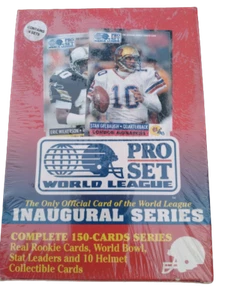 PRO
SET
WORLD LEAGUE
The Only Official Card of the World League
INAUGURAL SERIES
COMPLETE 150-CARDS SERIES
Real Rookie Cards, World Bowl,
Stat Leaders and 10 Helmet
Collectible Cards